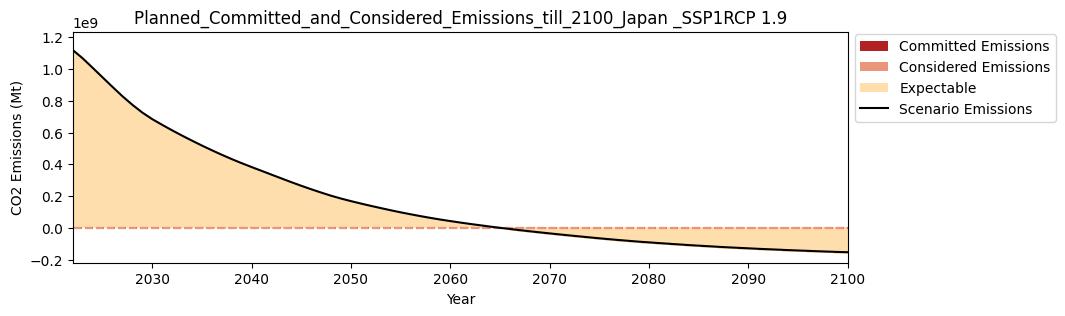 Planned_Committed_and_Considered_Emissions_till_2100_Japan _SSP1RCP 1.9
1e9
1.2
1.0
0.8
0.6
0.4
0.2
0.0
−0.2
CO2 Emissions (Mt)
2030 2040 2050 2060 2070 2080 2090 2100
Year
Committed Emissions
Considered Emissions
Expectable
Scenario Emissions